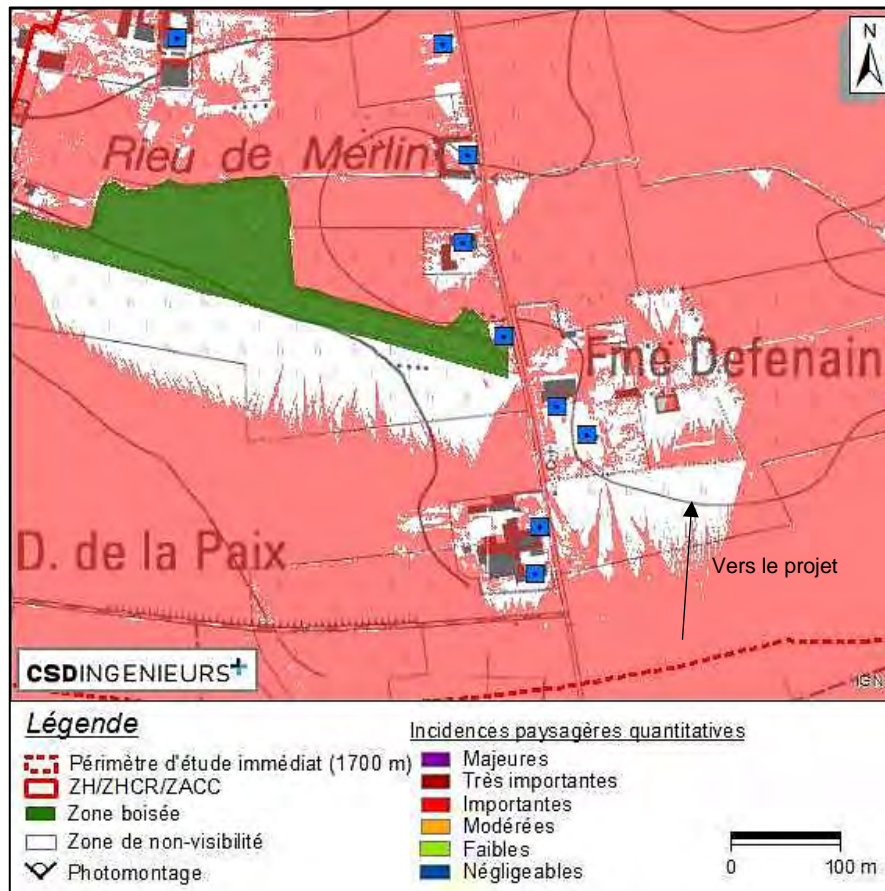 N
Rieu de Merlin
Fme Defenain
D. de la Paix
Vers le projet
CSDINGENIEURS+
IGN
Légende
Périmètre d'étude immédiat (1700 m)
ZH/ZHCR/ZACC
Zone boisée
Zone de non-visibilité
Photomontage
Incidences paysagères quantitatives
Majeures
Très importantes
Importantes
Modérées
Faibles
Négligeables
0 100 m